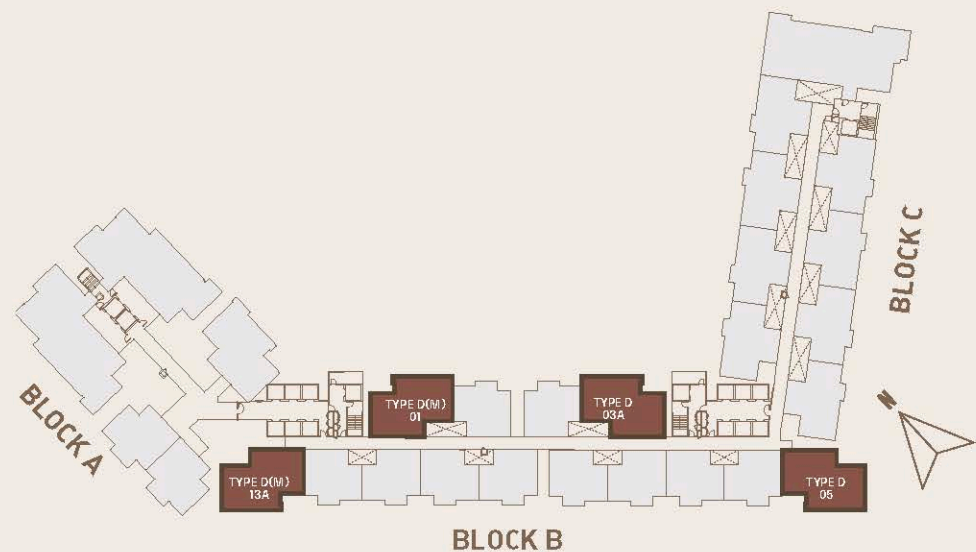 BLOCK C
TYPE D(M)
01
TYPE D
03A
N
BLOCK A
TYPE D(M)
13A
TYPE D
05
BLOCK B